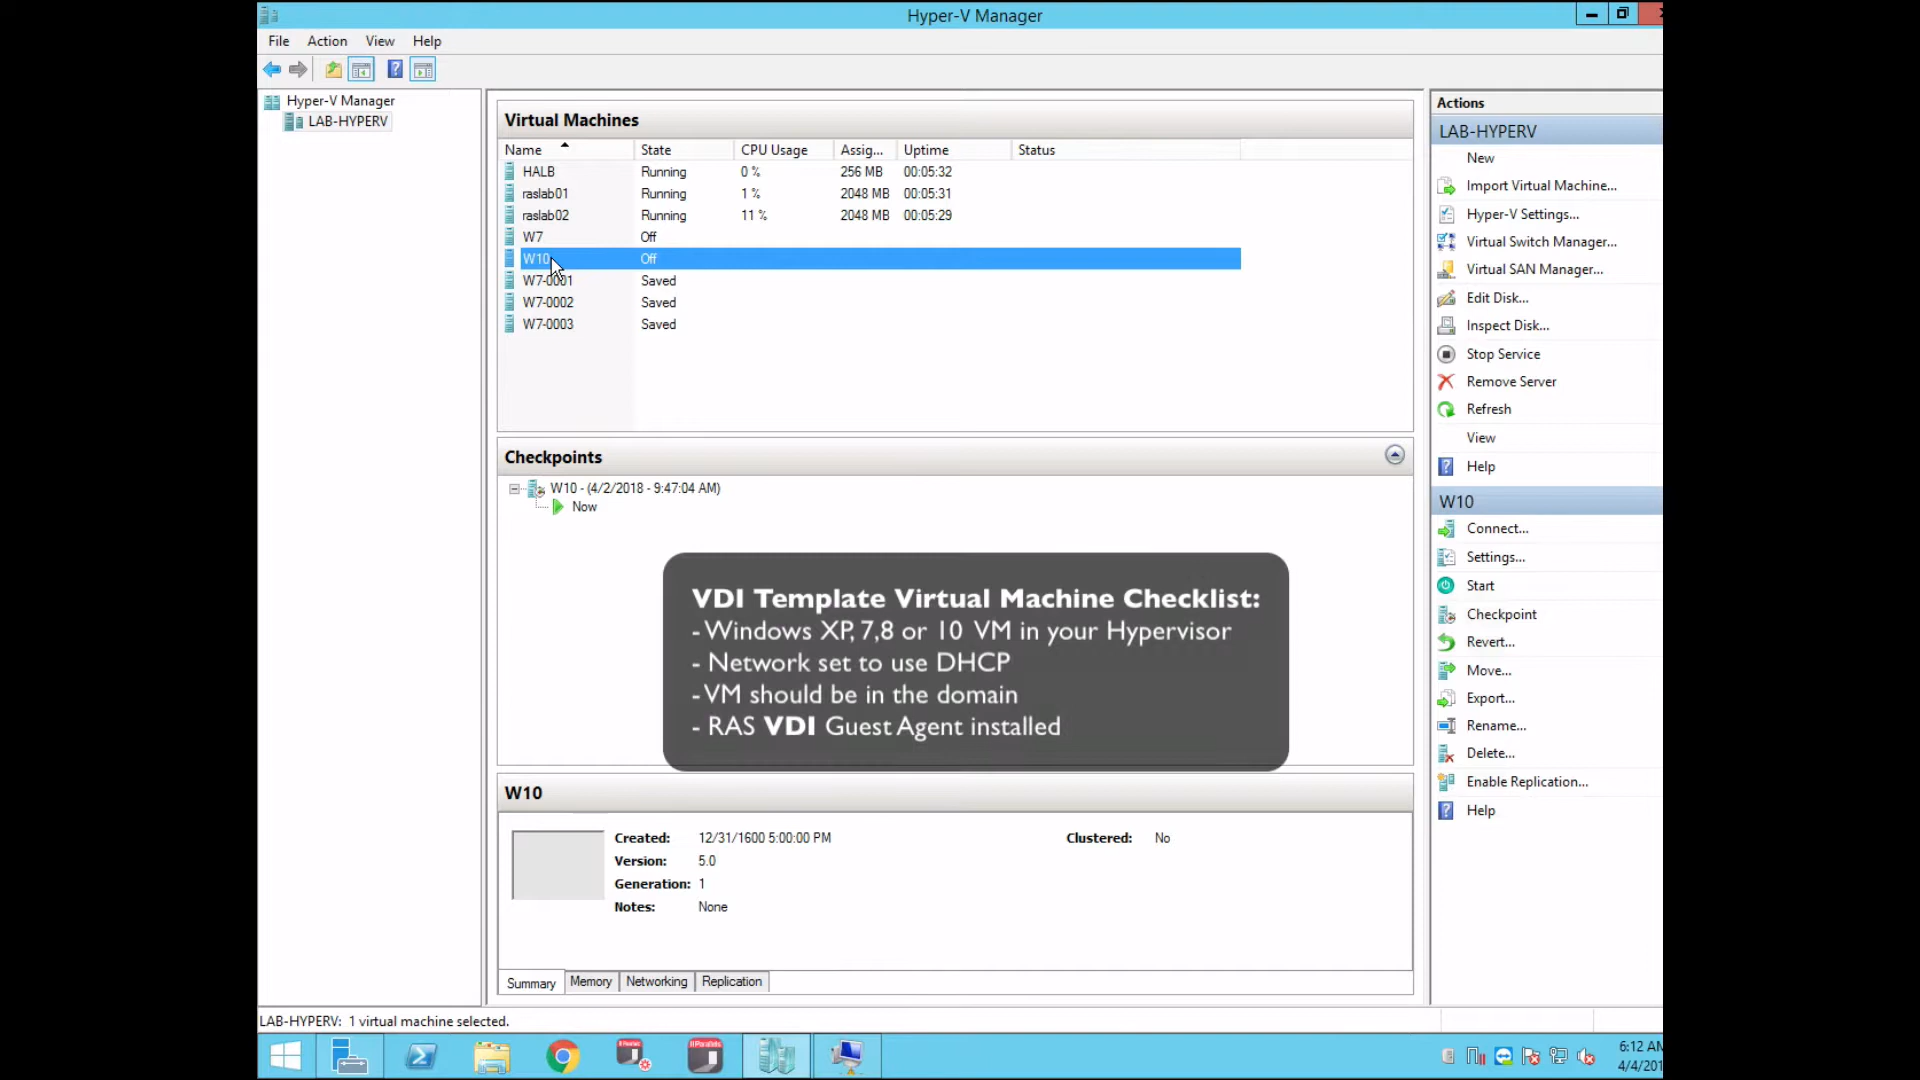 Hyper-V Manager
File Action View Help
Hyper-V Manager
LAB-HYPERV
Virtual Machines
Name State CPU Usage Assig... Uptime Status
HALB Running 0 % 256 MB 00:05:32
raslab01 Running 1 % 2048 MB 00:05:31
raslab02 Running 11 % 2048 MB 00:05:29
W7 Off
W10 Off
W7-0001 Saved
W7-0002 Saved
W7-0003 Saved
Checkpoints
W10 - (4/2/2018 - 9:47:04 AM)
Now
VDI Template Virtual Machine Checklist:
- Windows XP, 7,8 or 10 VM in your Hypervisor
- Network set to use DHCP
- VM should be in the domain
- RAS VDI Guest Agent installed
W10
Created: 12/31/1600 5:00:00 PM Clustered: No
Version: 5.0
Generation: 1
Notes: None
Summary Memory Networking Replication
Actions
LAB-HYPERV
New
Import Virtual Machine...
Hyper-V Settings...
Virtual Switch Manager...
Virtual SAN Manager...
Edit Disk...
Inspect Disk...
Stop Service
Remove Server
Refresh
View
Help
W10
Connect...
Settings...
Start
Checkpoint
Revert...
Move...
Export...
Rename...
Delete...
Enable Replication...
Help
LAB-HYPERV: 1 virtual machine selected.
6:12 AM
4/4/201